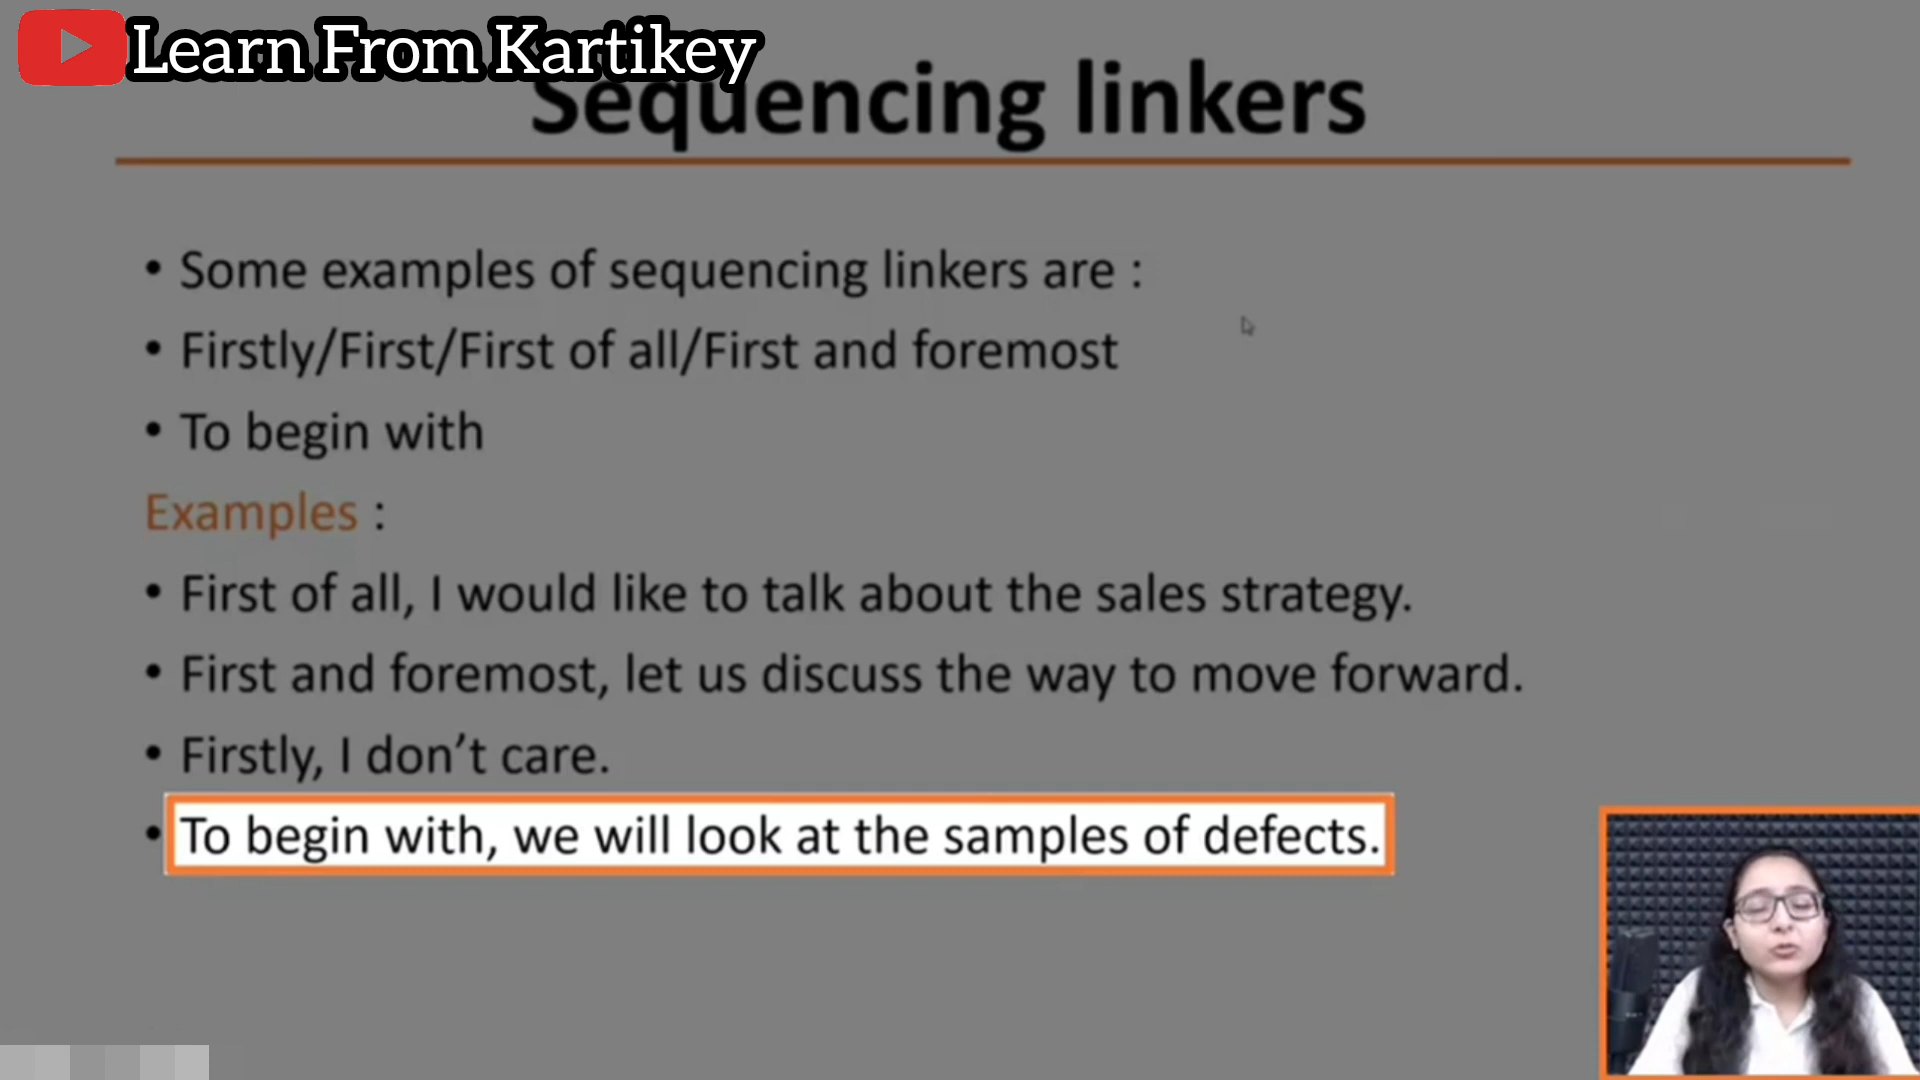 Learn From Kartikey
Sequencing linkers
• Some examples of sequencing linkers are :
• Firstly/First/First of all/First and foremost
• To begin with
Examples :
• First of all, I would like to talk about the sales strategy.
• First and foremost, let us discuss the way to move forward.
• Firstly, I don’t care.
• To begin with, we will look at the samples of defects.